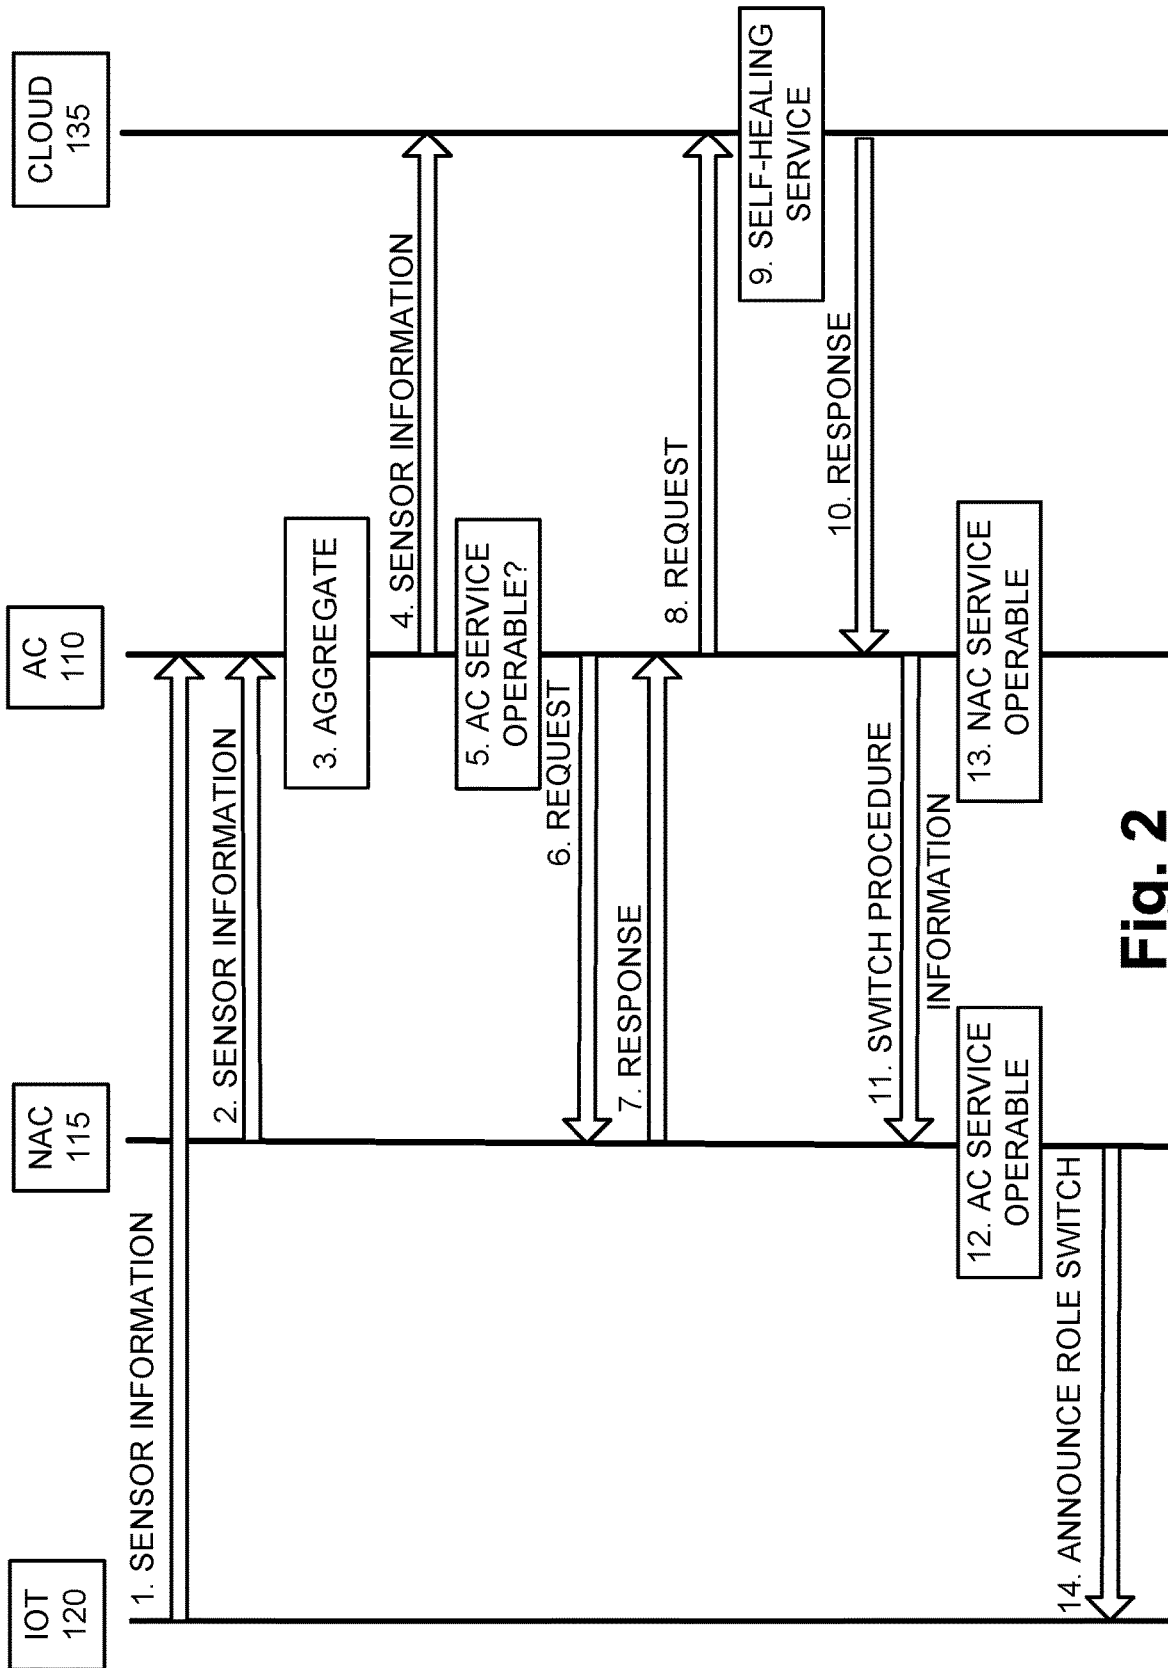 IOT
120
NAC
115
AC
110
CLOUD
135
1. SENSOR INFORMATION
2. SENSOR INFORMATION
3. AGGREGATE
4. SENSOR INFORMATION
5. AC SERVICE
OPERABLE?
6. REQUEST
7. RESPONSE
8. REQUEST
9. SELF-HEALING
SERVICE
10. RESPONSE
11. SWITCH PROCEDURE
INFORMATION
12. AC SERVICE
OPERABLE
13. NAC SERVICE
OPERABLE
14. ANNOUNCE ROLE SWITCH
Fig. 2